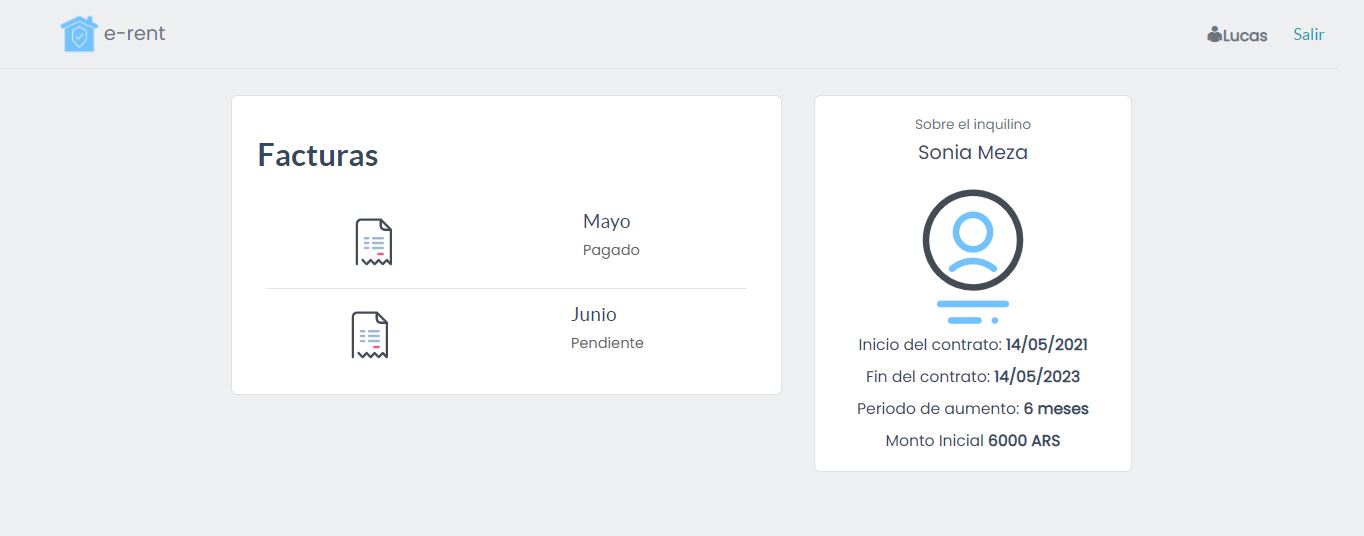 e-rent
Lucas
Salir
Facturas
Mayo
Pagado
Junio
Pendiente
Sobre el inquilino
Sonia Meza
Inicio del contrato: 14/05/2021
Fin del contrato: 14/05/2023
Periodo de aumento: 6 meses
Monto Inicial 6000 ARS